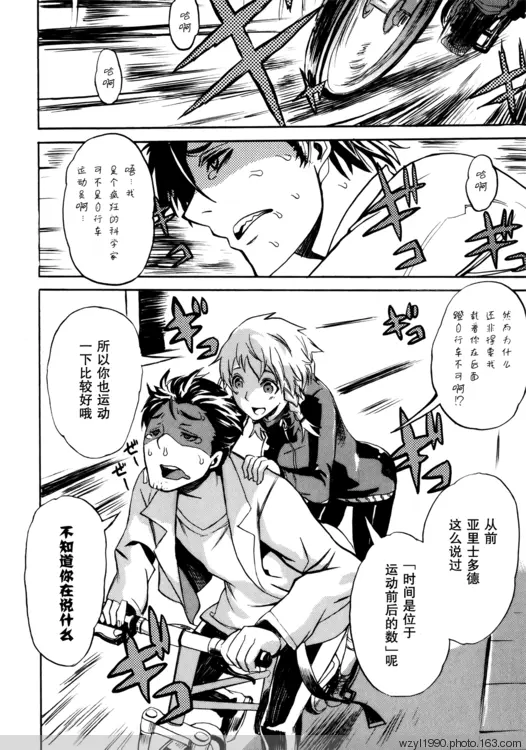 哈啊
哈啊
哈啊
唔…我
是个疯狂的
科学家
可不是自行车
运动员啊…
然而为什么
还非得要我
载着你在后面
蹬自行车不可啊!?
所以你也运动
一下比较好哦
从前
亚里士多德
这么说过
「时间是位于
运动前后的数」呢
不知道你在说什么
ぜー
ぜー
wzyl1990.photo.163.com